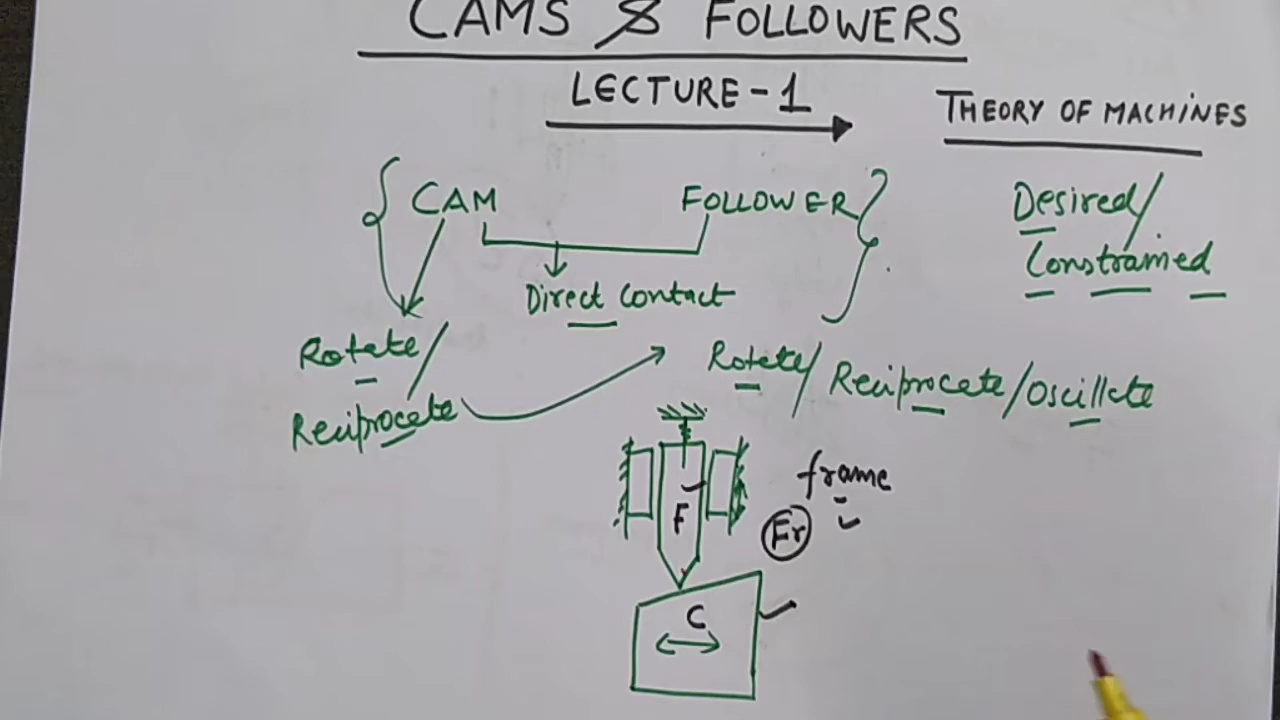 CAMS & FOLLOWERS
LECTURE-1
THEORY OF MACHINES
CAM FOLLOWER
Desired/
Constrained
Direct Contact
Rotate/
Reciprocate
Rotate/Reciprocate/Oscillate
frame
F
Fr
C